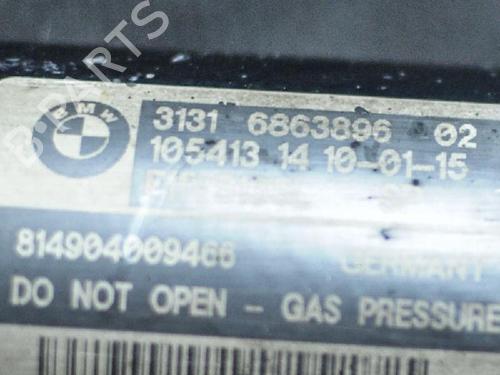 BMW
3131 6863896 02
105413 14 10-01-15
814904009466 GERMANY
DO NOT OPEN - GAS PRESSURE
B-PARTS